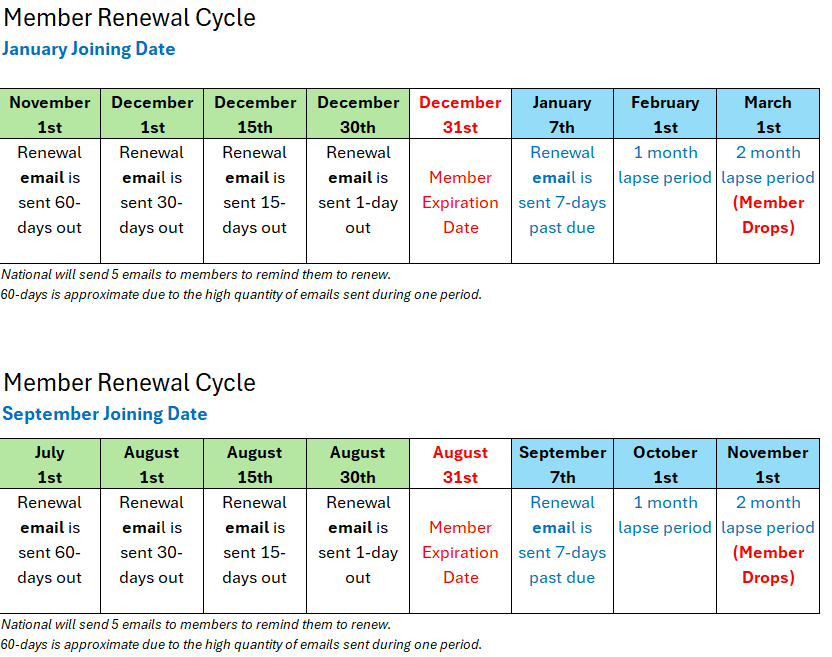 Member Renewal Cycle
January Joining Date
November December December December December January February March
1st 1st 15th 30th 31st 7th 1st 1st
Renewal Renewal Renewal Renewal Renewal 1 month 2 month
email is email is email is email is Member email is lapse period lapse period
sent 60- sent 30- sent 15- sent 1-day Expiration sent 7-days (Member
days out days out days out out Date past due Drops)
National will send 5 emails to members to remind them to renew.
60-days is approximate due to the high quantity of emails sent during one period.
Member Renewal Cycle
September Joining Date
July August August August August September October November
1st 1st 15th 30th 31st 7th 1st 1st
Renewal Renewal Renewal Renewal Renewal 1 month 2 month
email is email is email is email is Member email is lapse period lapse period
sent 60- sent 30- sent 15- sent 1-day Expiration sent 7-days (Member
days out days out days out out Date past due Drops)
National will send 5 emails to members to remind them to renew.
60-days is approximate due to the high quantity of emails sent during one period.